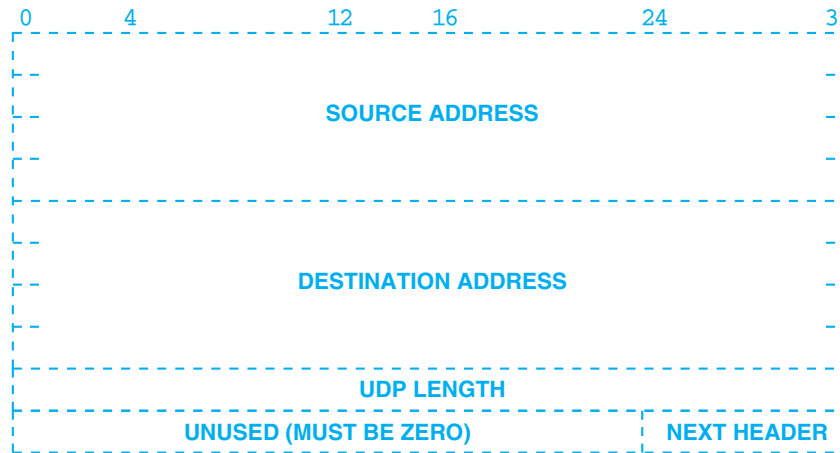 0 4 12 16 24 3
SOURCE ADDRESS
DESTINATION ADDRESS
UDP LENGTH
UNUSED (MUST BE ZERO) NEXT HEADER